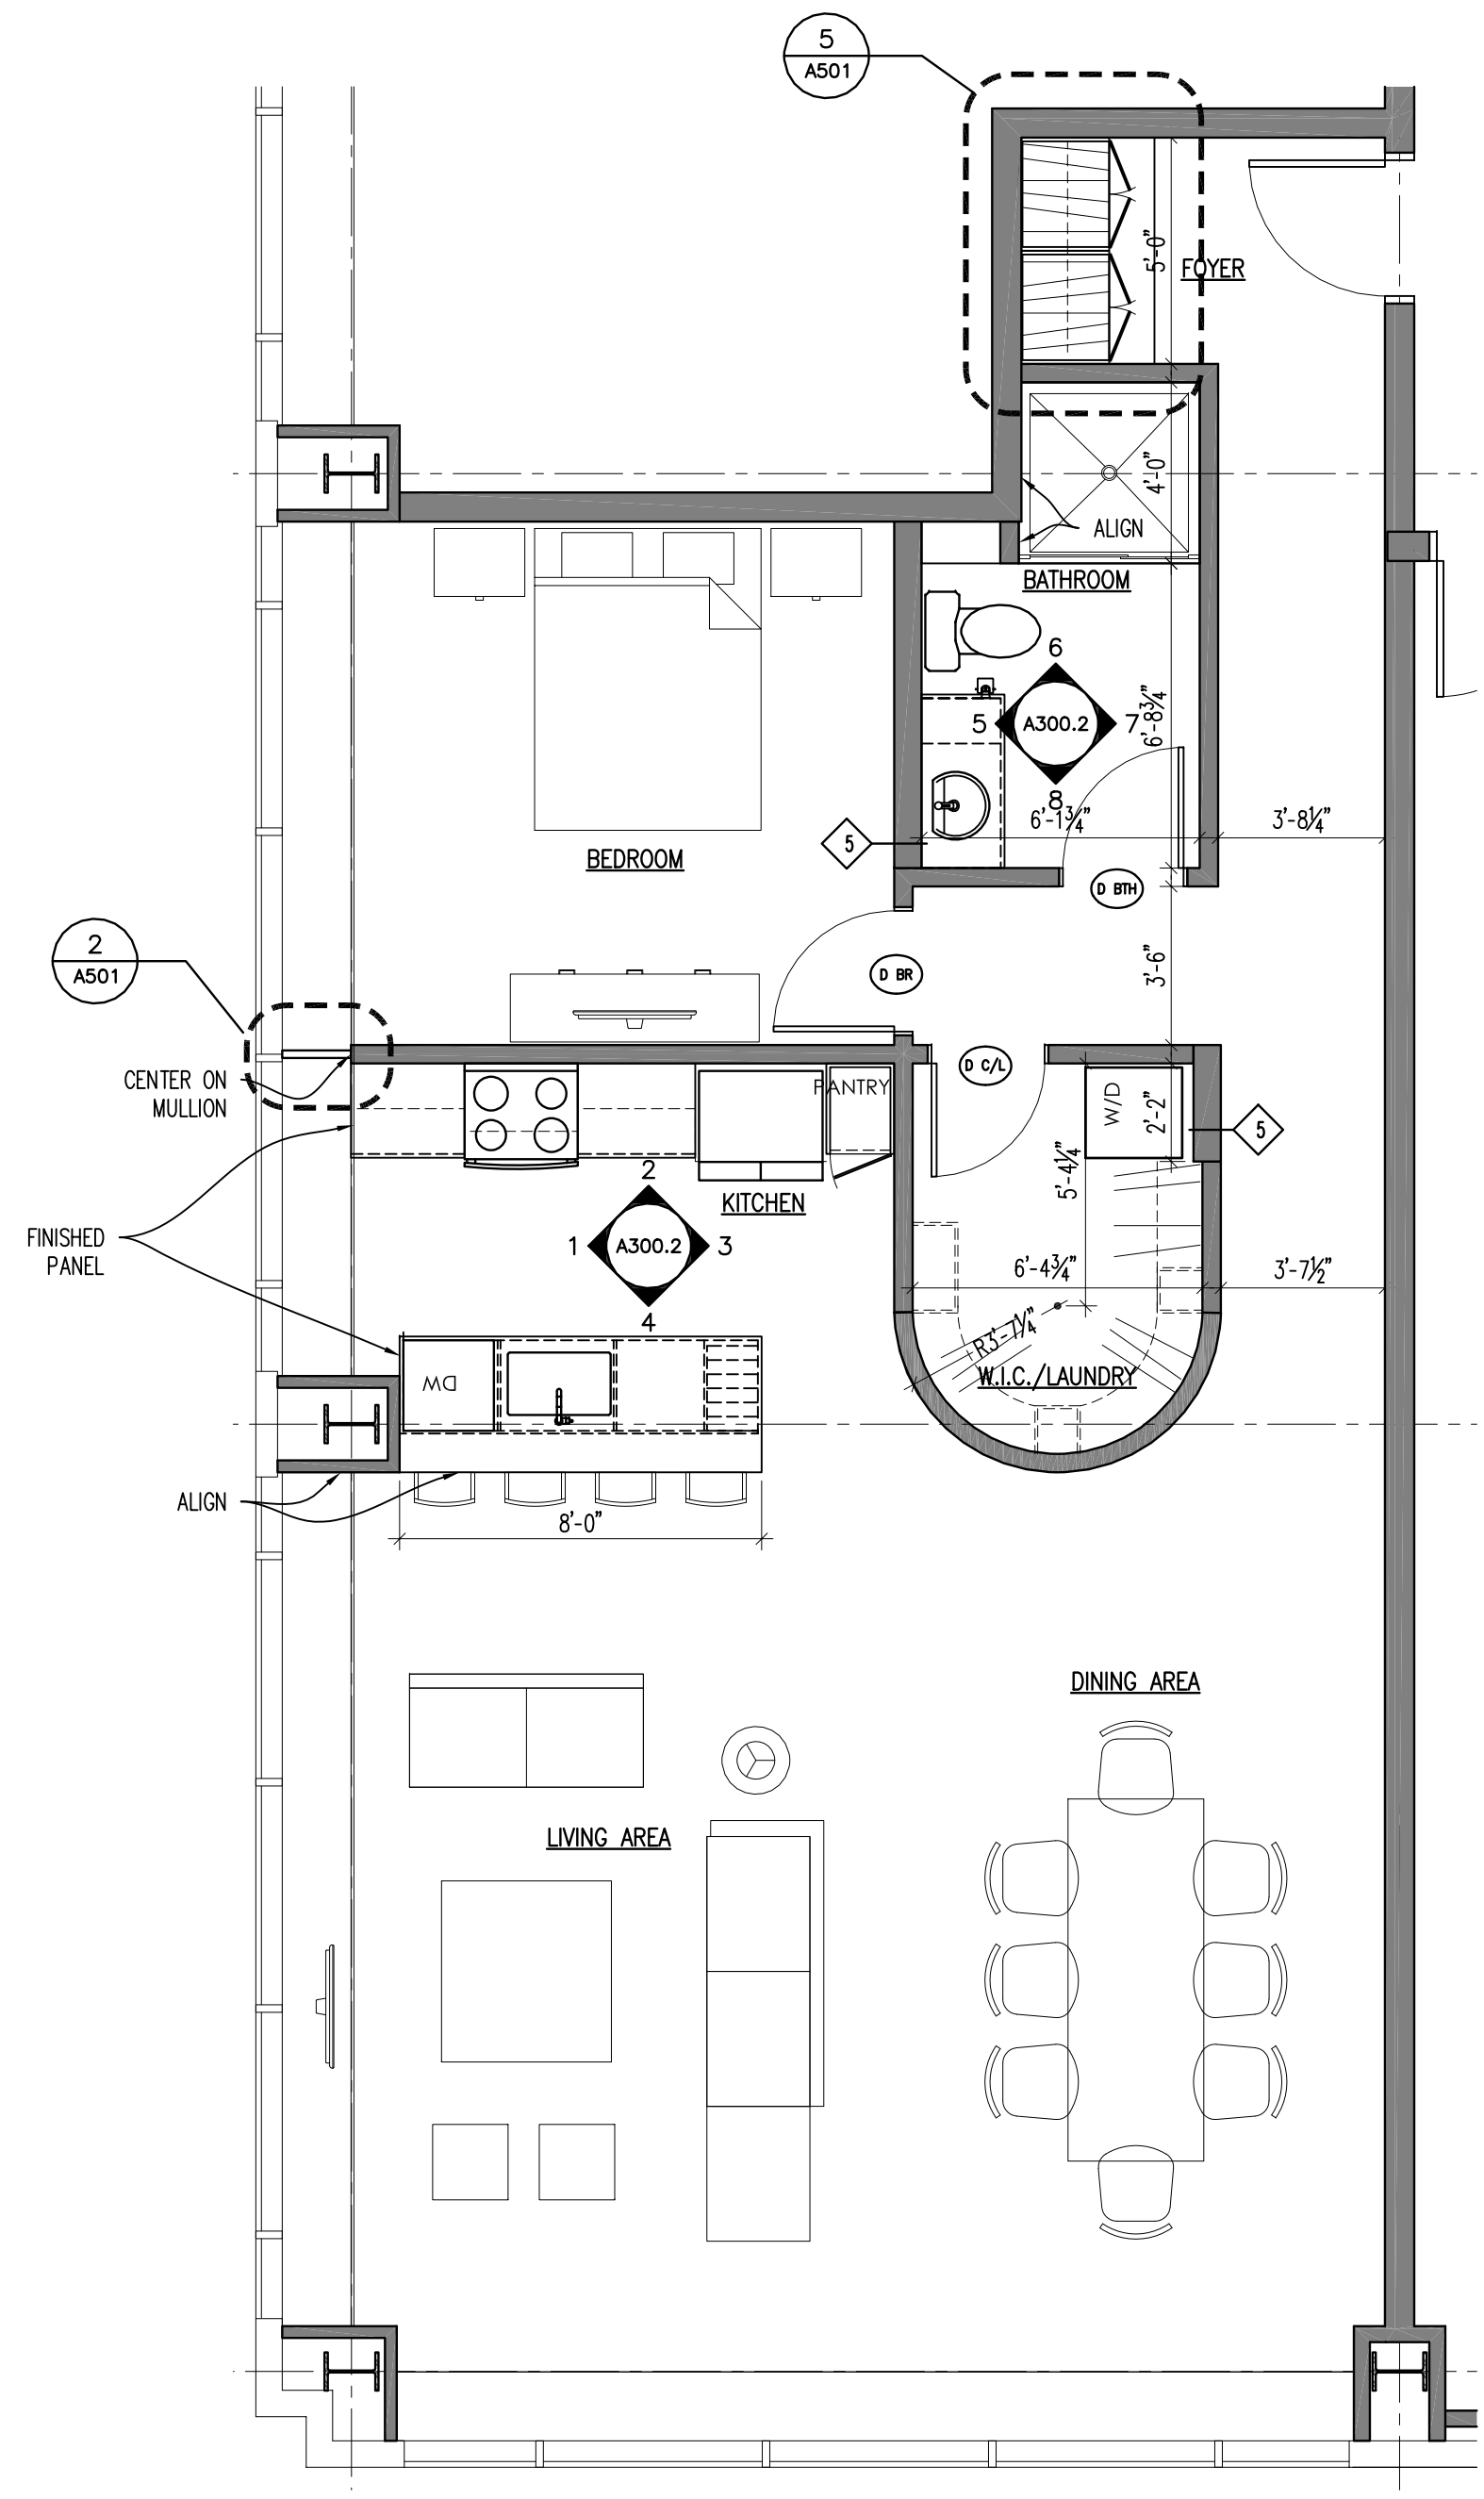 5
A501
5'-0"
FOYER
4'-0"
ALIGN
BATHROOM
6
5
A300.2
7
8
6'-8¾"
6'-1¾"
3'-8¼"
5
BEDROOM
D BTH
2
A501
D BR
3'-6"
CENTER ON
MULLION
D C/L
PANTRY
W/D
2'-2"
5
5'-4¼"
2
KITCHEN
1
A300.2
3
4
FINISHED
PANEL
6'-4¾"
3'-7½"
R3'-7¼"
W.I.C./LAUNDRY
DW
ALIGN
8'-0"
DINING AREA
LIVING AREA